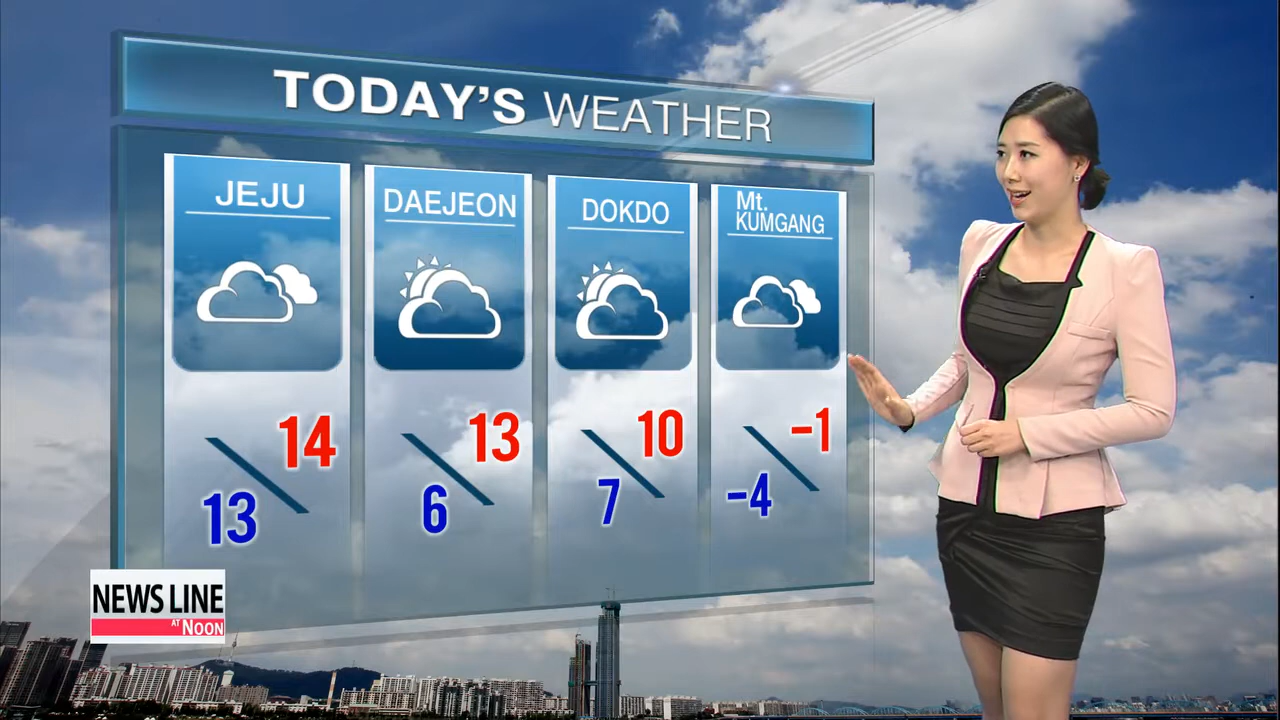 TODAY'S WEATHER
JEJU
14
13
DAEJEON
13
6
DOKDO
10
7
Mt.
KUMGANG
-1
-4
NEWS LINE
AT NOON